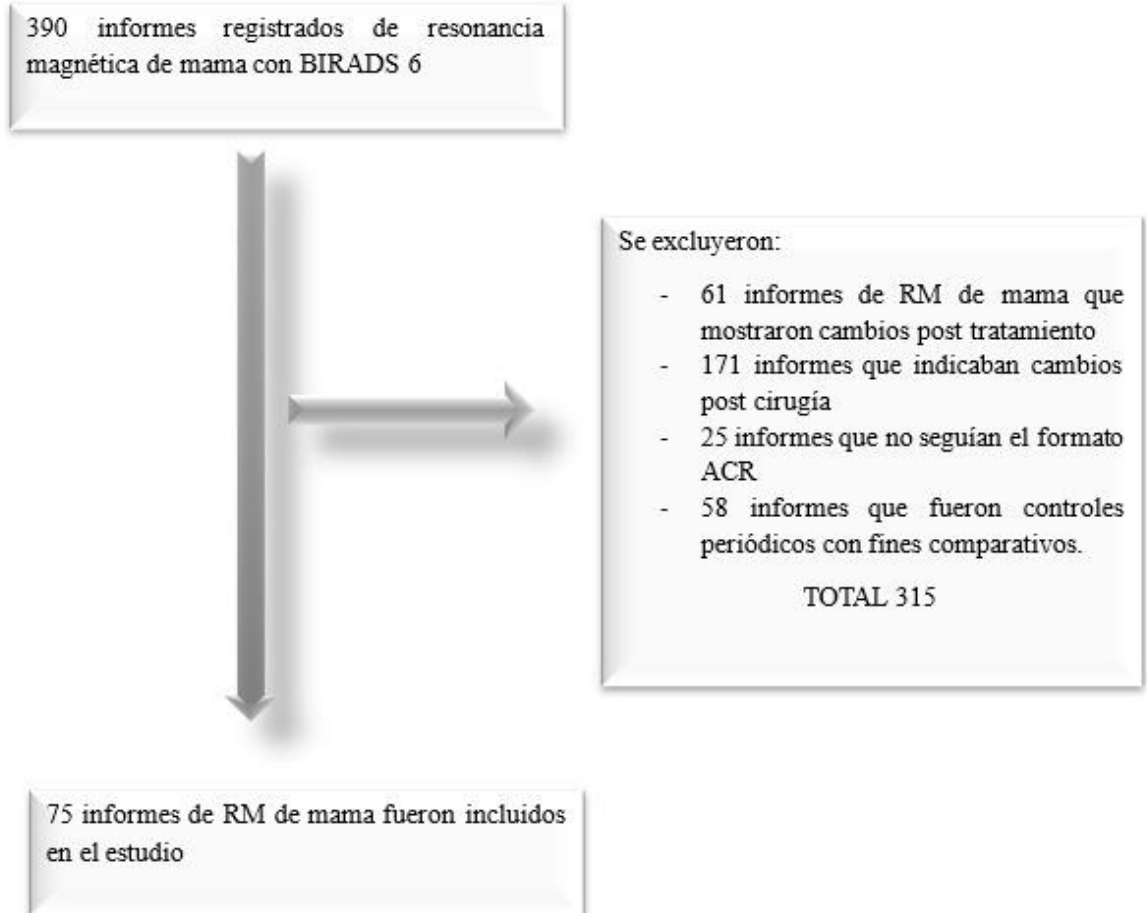 390 informes registrados de resonancia
magnética de mama con BIRADS 6
Se excluyeron:
- 61 informes de RM de mama que
mostraron cambios post tratamiento
- 171 informes que indicaban cambios
post cirugía
- 25 informes que no seguían el formato
ACR
- 58 informes que fueron controles
periódicos con fines comparativos.
TOTAL 315
75 informes de RM de mama fueron incluidos
en el estudio